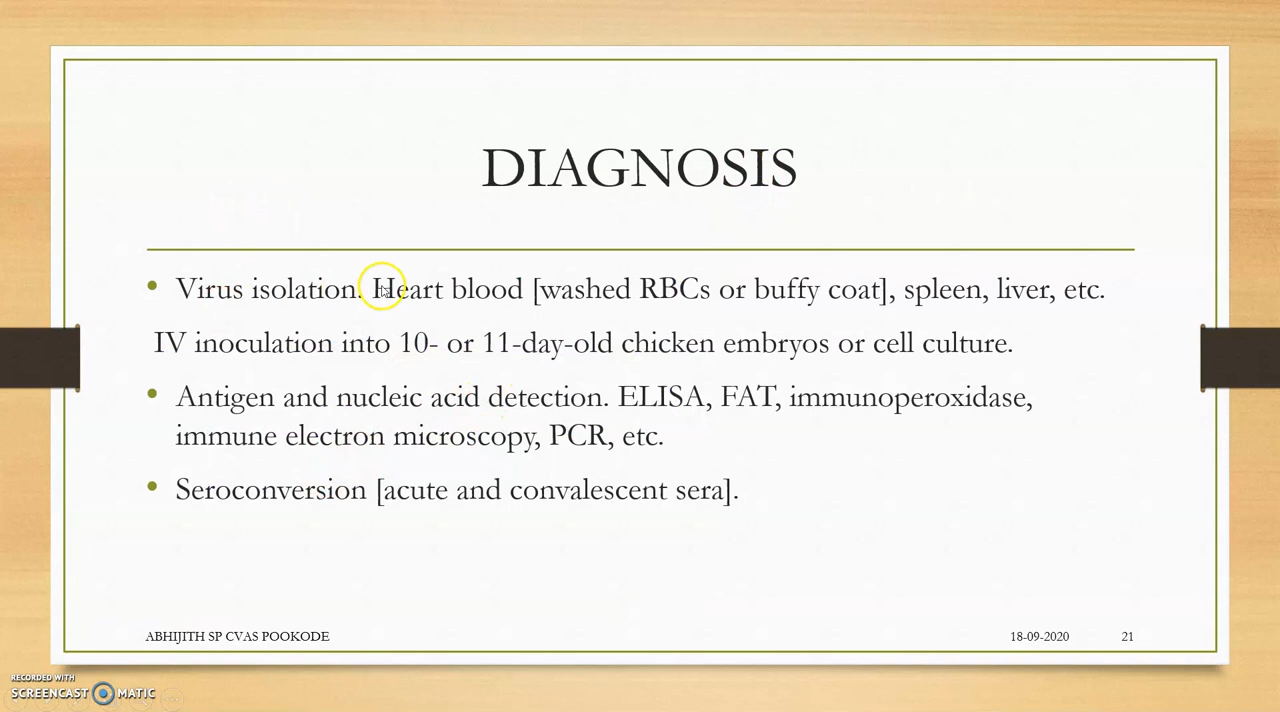 DIAGNOSIS
• Virus isolation. Heart blood [washed RBCs or buffy coat], spleen, liver, etc.
IV inoculation into 10- or 11-day-old chicken embryos or cell culture.
• Antigen and nucleic acid detection. ELISA, FAT, immunoperoxidase,
immune electron microscopy, PCR, etc.
• Seroconversion [acute and convalescent sera].
ABHIJITH SP CVAS POOKODE 18-09-2020 21
RECORDED WITH
SCREENCAST MATIC